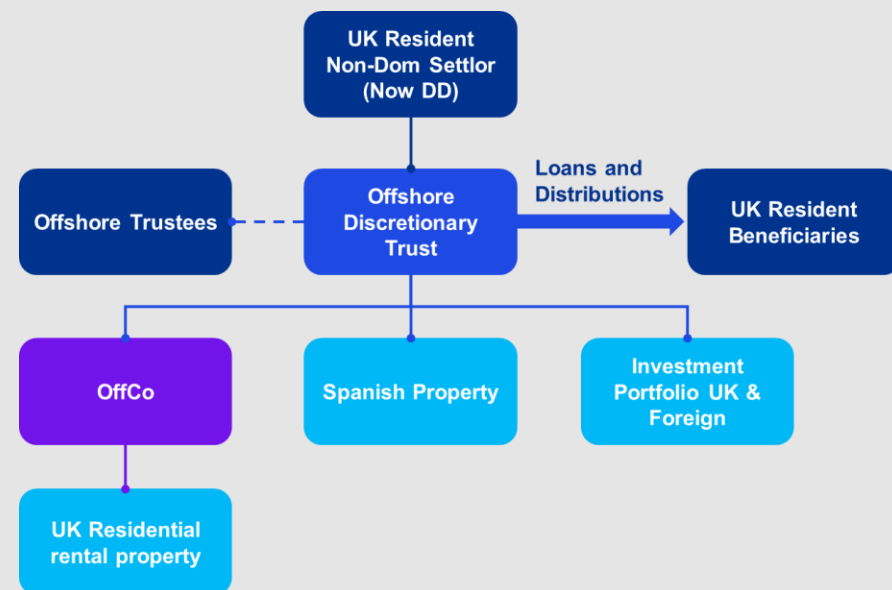 UK Resident
Non-Dom Settlor
(Now DD)
Offshore Trustees
Offshore
Discretionary
Trust
Loans and
Distributions
UK Resident
Beneficiaries
OffCo
Spanish Property
Investment
Portfolio UK &
Foreign
UK Residential
rental property